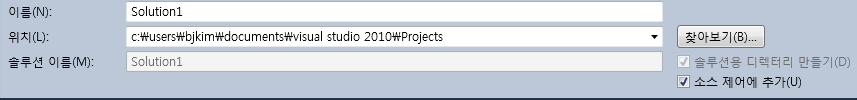 이름(N): Solution1
위치(L): c:₩users₩bjkim₩documents₩visual studio 2010₩Projects 찾아보기(B)...
솔루션 이름(M): Solution1 솔루션용 디렉터리 만들기(D)
소스 제어에 추가(U)